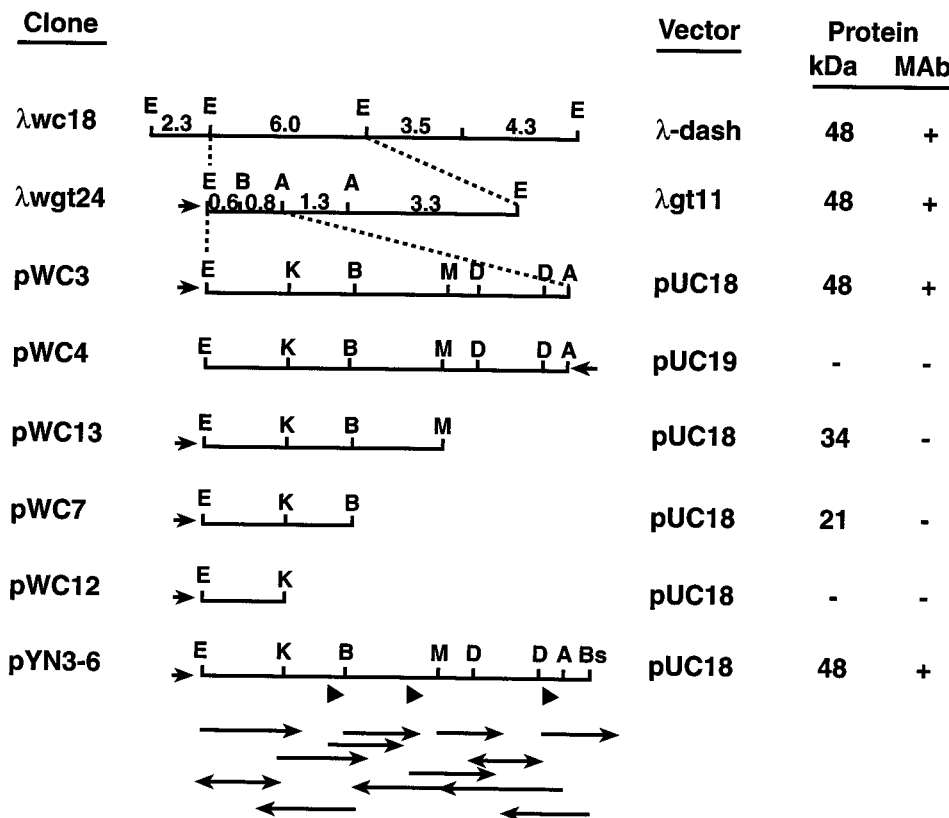 Clone Vector Protein
kDa MAb
λwc18 E 2.3 E 6.0 E 3.5 4.3 E λ-dash 48 +
λwgt24 E 0.6 B 0.8 A 1.3 A 3.3 E λgt11 48 +
pWC3 E K B M D D A pUC18 48 +
pWC4 E K B M D D A pUC19 - -
pWC13 E K B M pUC18 34 -
pWC7 E K B pUC18 21 -
pWC12 E K pUC18 - -
pYN3-6 E K B M D D A Bs pUC18 48 +